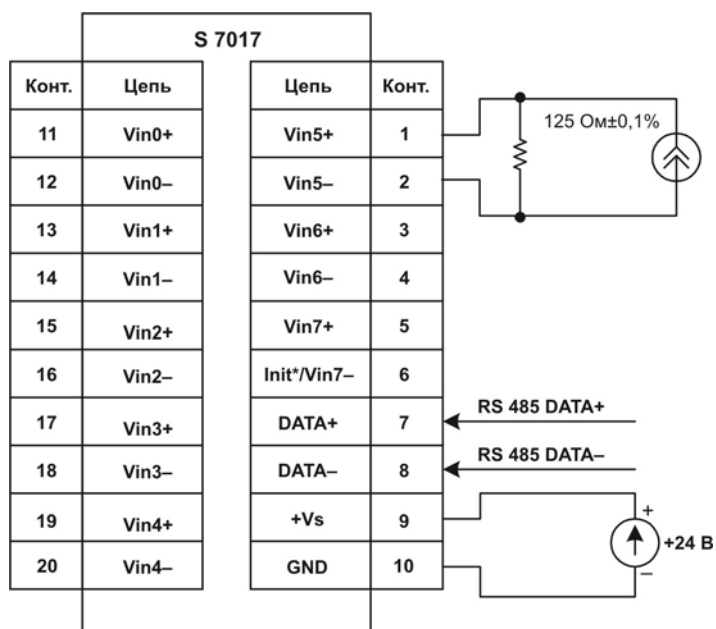 S 7017
Конт. Цепь Цепь Конт.
11 Vin0+ Vin5+ 1 125 Ом±0,1%
12 Vin0– Vin5– 2
13 Vin1+ Vin6+ 3
14 Vin1– Vin6– 4
15 Vin2+ Vin7+ 5
16 Vin2– Init*/Vin7– 6
17 Vin3+ DATA+ 7 RS 485 DATA+
18 Vin3– DATA– 8 RS 485 DATA–
19 Vin4+ +Vs 9 +
+24 В
20 Vin4– GND 10 –